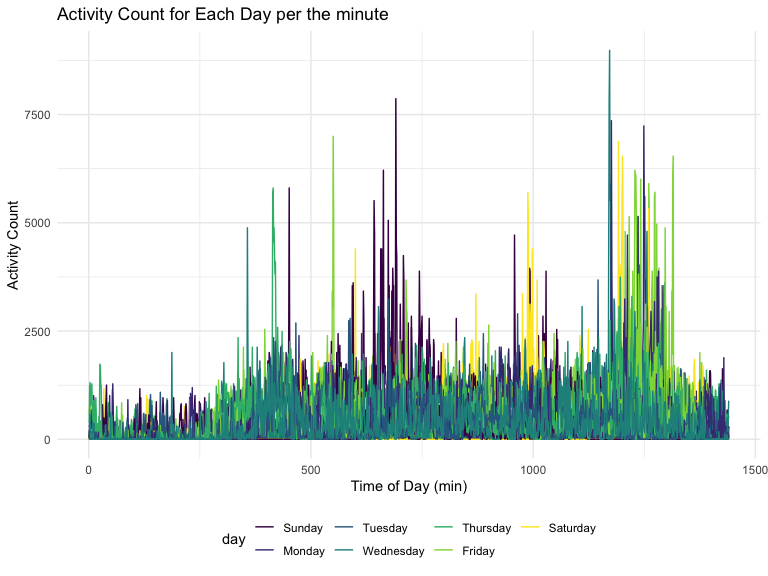 Activity Count for Each Day per the minute
Activity Count
7500
5000
2500
0
0 500 1000 1500
Time of Day (min)
day
Sunday Tuesday Thursday Saturday
Monday Wednesday Friday